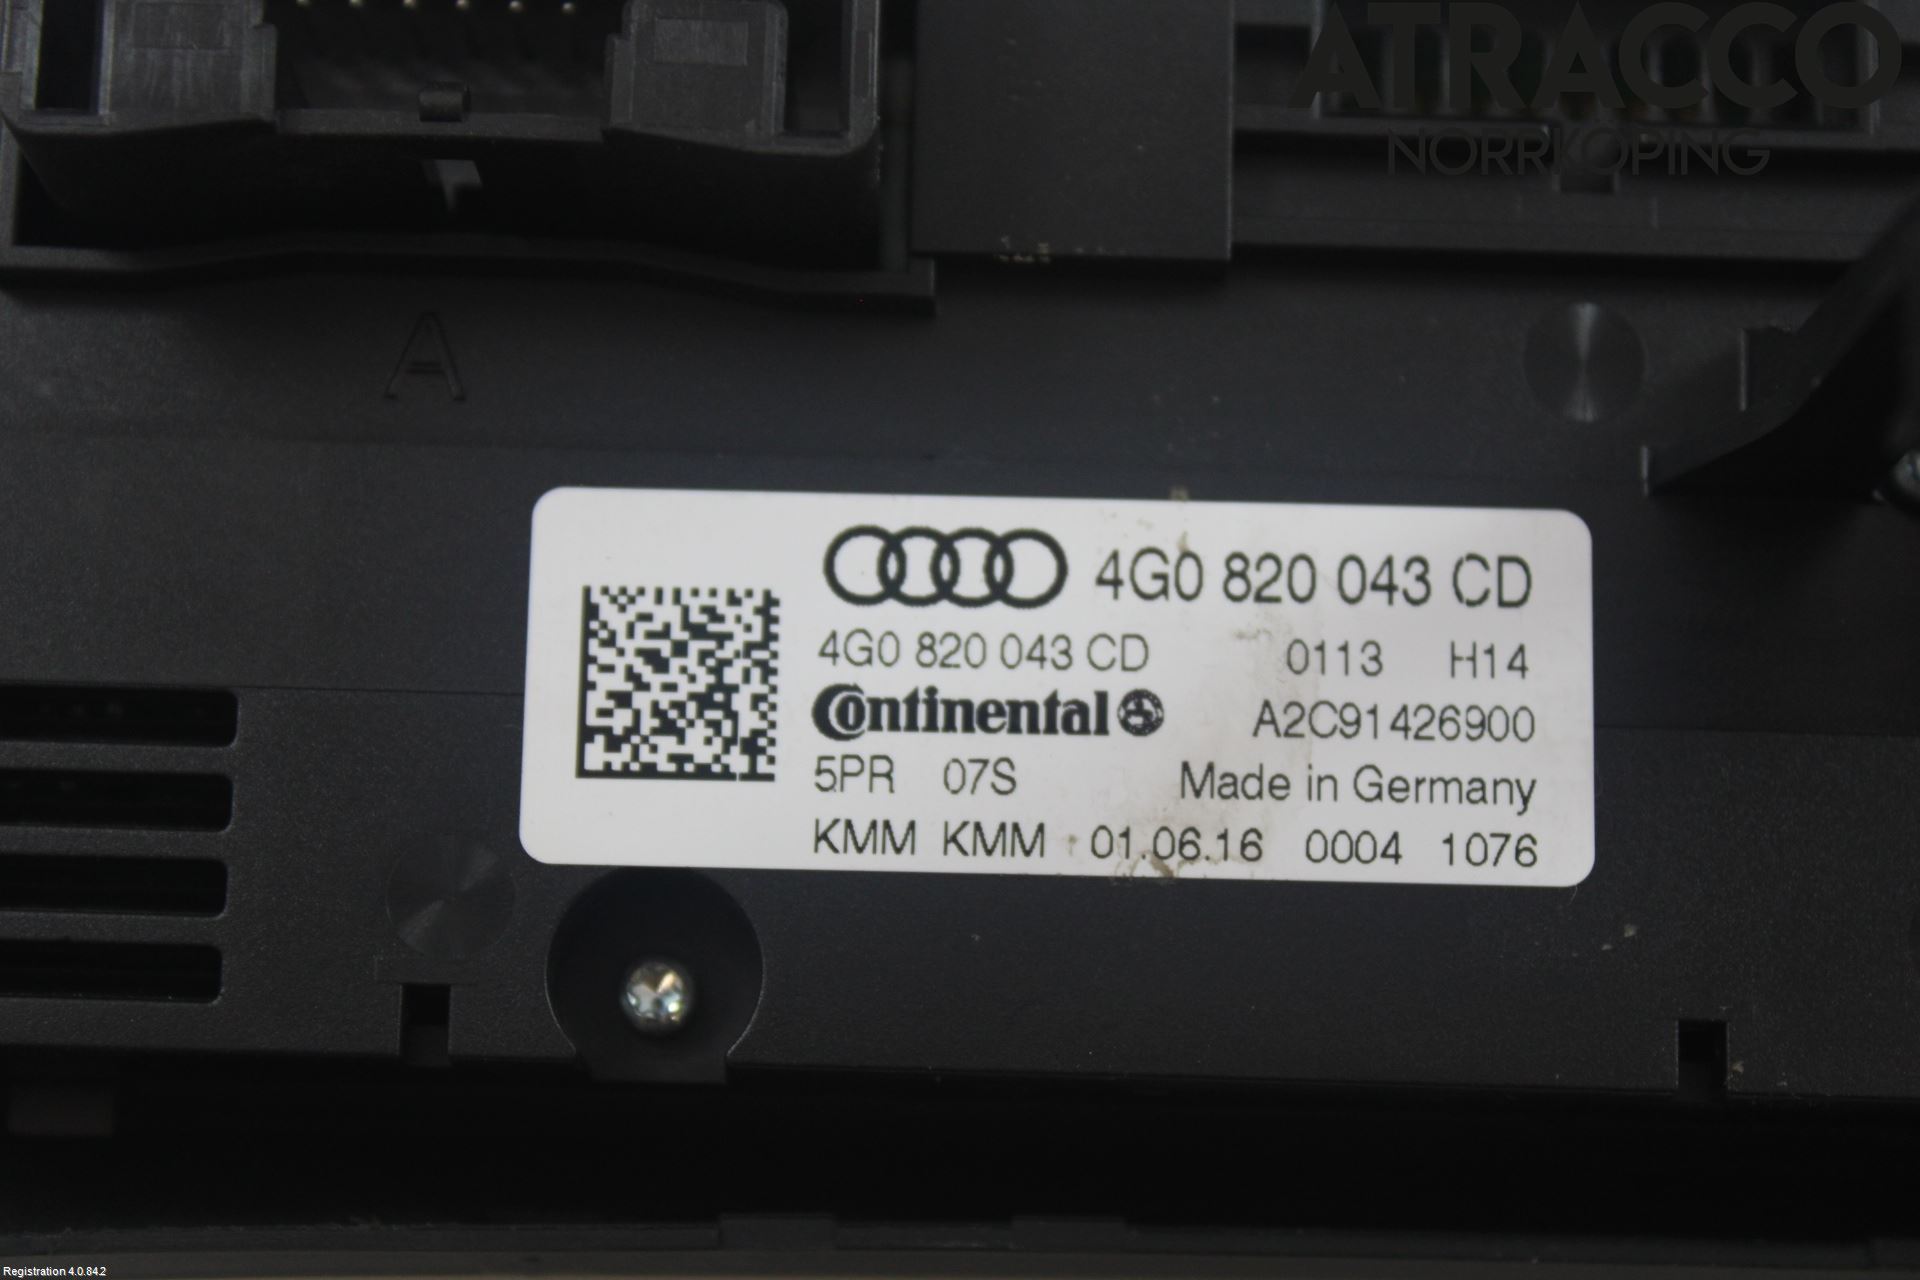 ATRACCO
NORRKÖPING
A
4G0 820 043 CD
4G0 820 043 CD 0113 H14
Continental A2C91426900
5PR 07S Made in Germany
KMM KMM 01.06.16 0004 1076
Registration 4.0.84.2